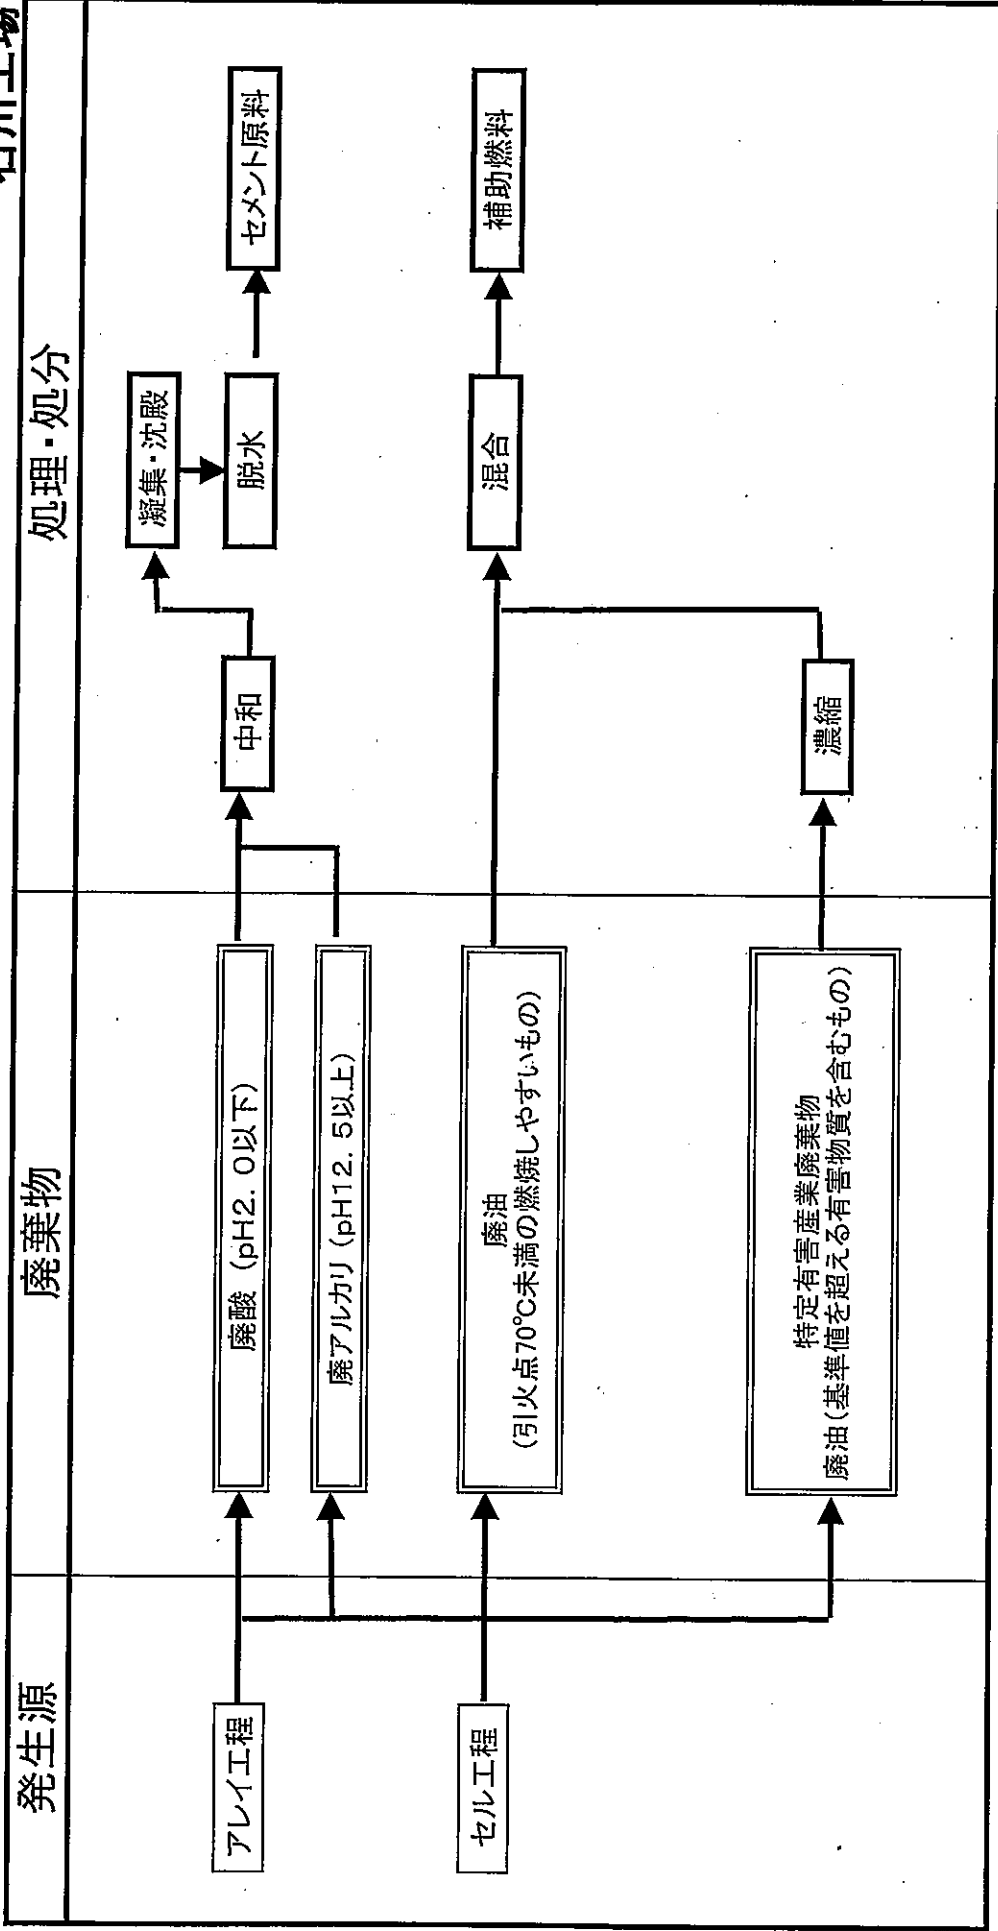 石川工場
発生源
廃棄物
処理・処分
アレイ工程
廃酸 (pH2. 0以下)
中和
凝集・沈殿
脱水
セメント原料
廃アルカリ (pH12. 5以上)
セル工程
廃油
(引火点70℃未満の燃焼しやすいもの)
混合
補助燃料
特定有害産業廃棄物
廃油(基準値を超える有害物質を含むもの)
濃縮